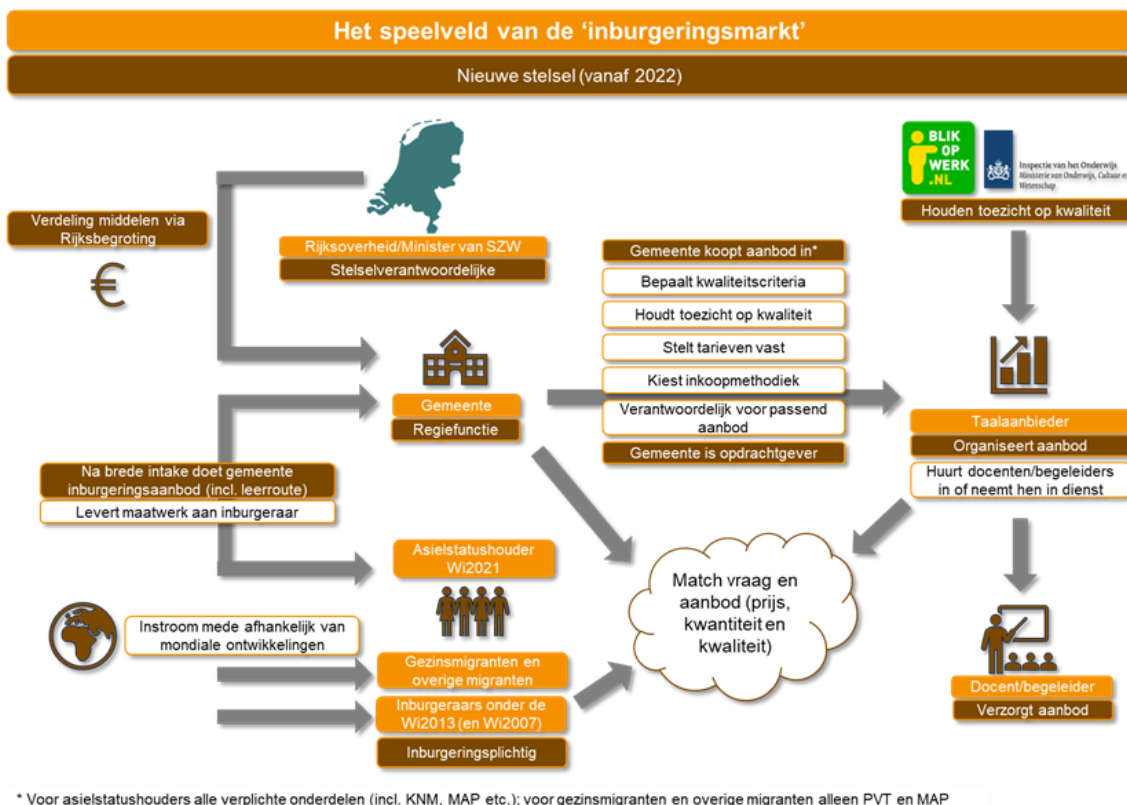 Het speelveld van de 'inburgeringsmarkt'
Nieuwe stelsel (vanaf 2022)
BLIK
OP
WERK
.NL
Inspectie van het Onderwijs
Ministerie van Onderwijs, Cultuur en
Wetenschap
Houden toezicht op kwaliteit
Verdeling middelen via
Rijksbegroting
€
Rijksoverheid/Minister van SZW
Stelselverantwoordelijke
Gemeente koopt aanbod in*
Bepaalt kwaliteitscriteria
Houdt toezicht op kwaliteit
Stelt tarieven vast
Kiest inkoopmethodiek
Verantwoordelijk voor passend
aanbod
Gemeente is opdrachtgever
Gemeente
Regiefunctie
Taalaanbieder
Organiseert aanbod
Huurt docenten/begeleiders
in of neemt hen in dienst
Na brede intake doet gemeente
inburgeringsaanbod (incl. leerroute)
Levert maatwerk aan inburgeraar
Asielstatushouder
Wi2021
Match vraag en
aanbod (prijs,
kwantiteit en
kwaliteit)
Instroom mede afhankelijk van
mondiale ontwikkelingen
Gezinsmigranten en
overige migranten
Inburgeraars onder de
Wi2013 (en Wi2007)
Inburgeringsplichtig
Docent/begeleider
Verzorgt aanbod
* Voor asielstatushouders alle verplichte onderdelen (incl. KNM, MAP etc.); voor gezinsmigranten en overige migranten alleen PVT en MAP